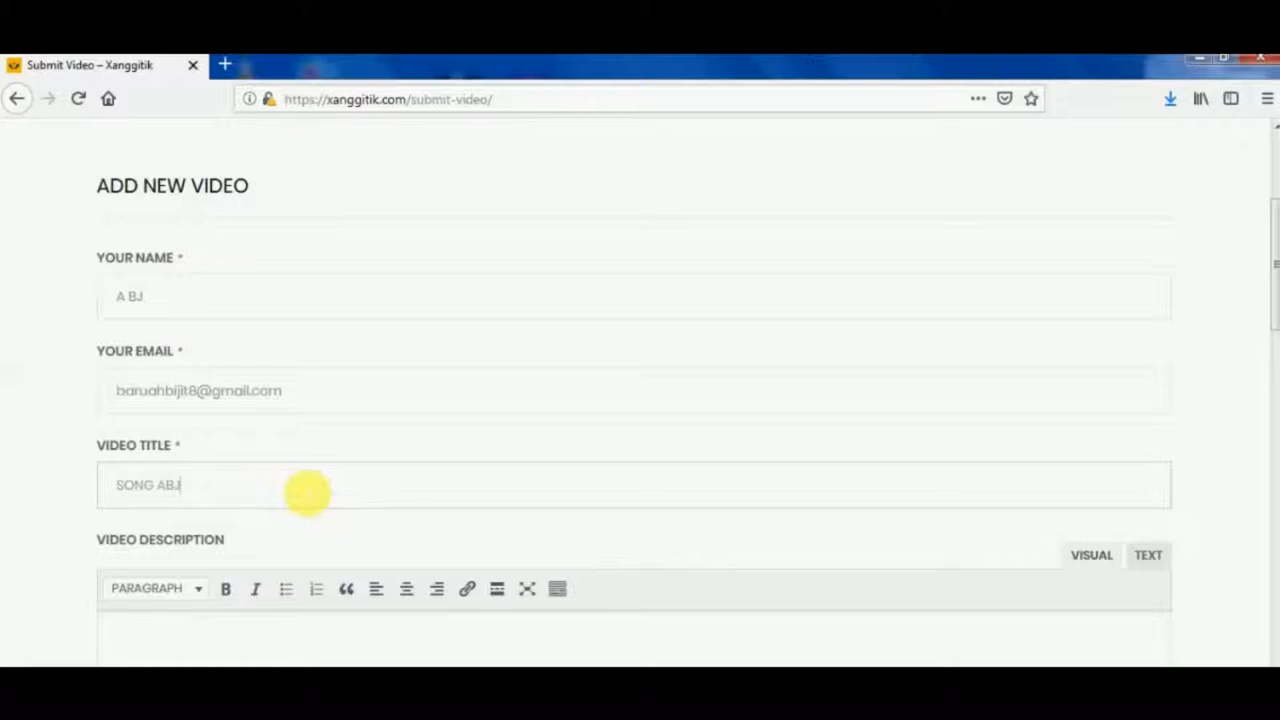 Submit Video – Xanggitik
https://xanggitik.com/submit-video/
ADD NEW VIDEO
YOUR NAME *
A BJ
YOUR EMAIL *
baruahbijit8@gmail.com
VIDEO TITLE *
SONG ABJ
VIDEO DESCRIPTION
VISUAL TEXT
PARAGRAPH B I